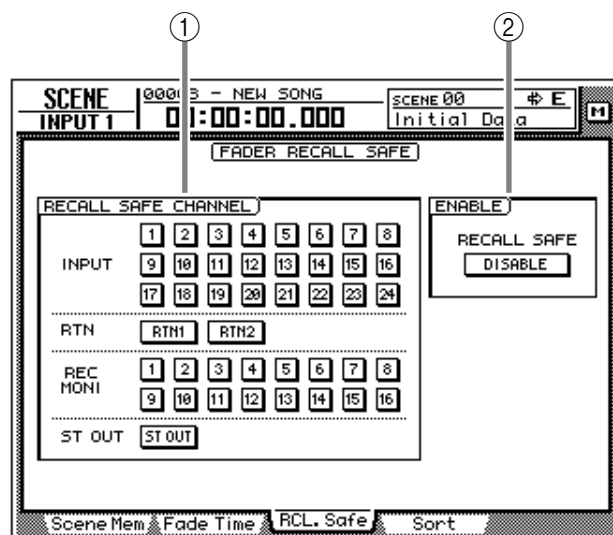 ① ②
SCENE
INPUT 1
00003 - NEW SONG
00:00:00.000
SCENE 00 E
Initial Data
M
FADER RECALL SAFE
RECALL SAFE CHANNEL
INPUT
1 2 3 4 5 6 7 8
9 10 11 12 13 14 15 16
17 18 19 20 21 22 23 24
RTN
RTN1 RTN2
REC
MONI
1 2 3 4 5 6 7 8
9 10 11 12 13 14 15 16
ST OUT
ST OUT
ENABLE
RECALL SAFE
DISABLE
Scene Mem Fade Time RCL. Safe Sort